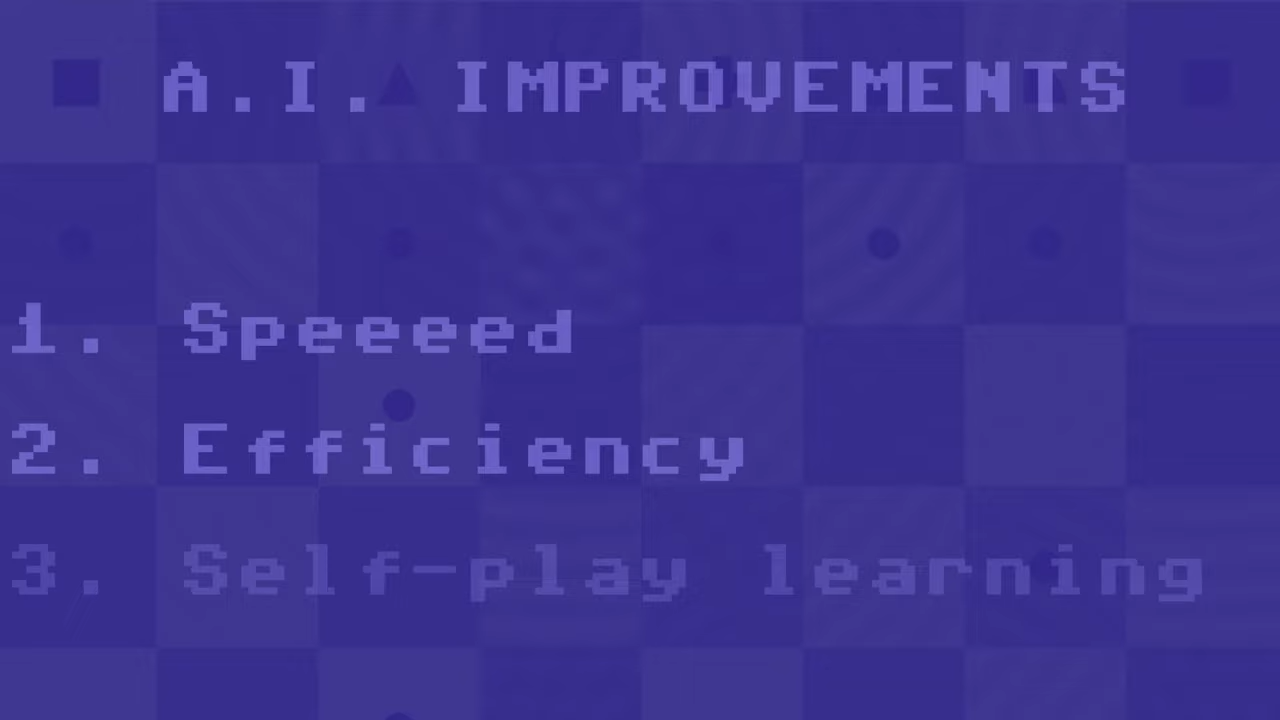 A.I. IMPROVEMENTS
1. Speeeed
2. Efficiency
3. Self-play learning